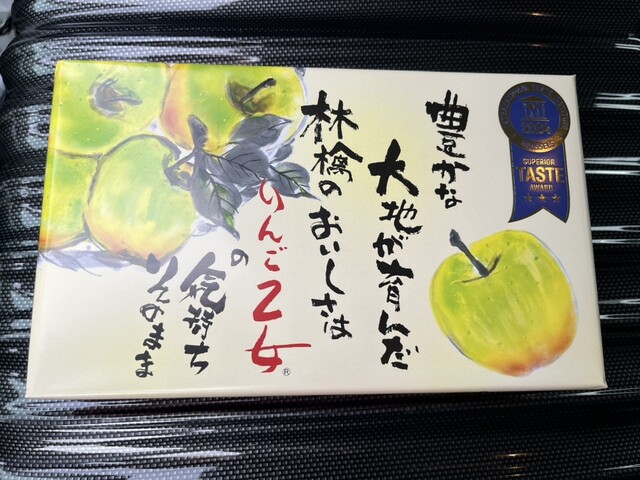 豊かな
大地が育んだ
林檎のおいしさは
りんご乙女®
の
気持ち
そのまま
2024
SUPERIOR
TASTE
AWARD